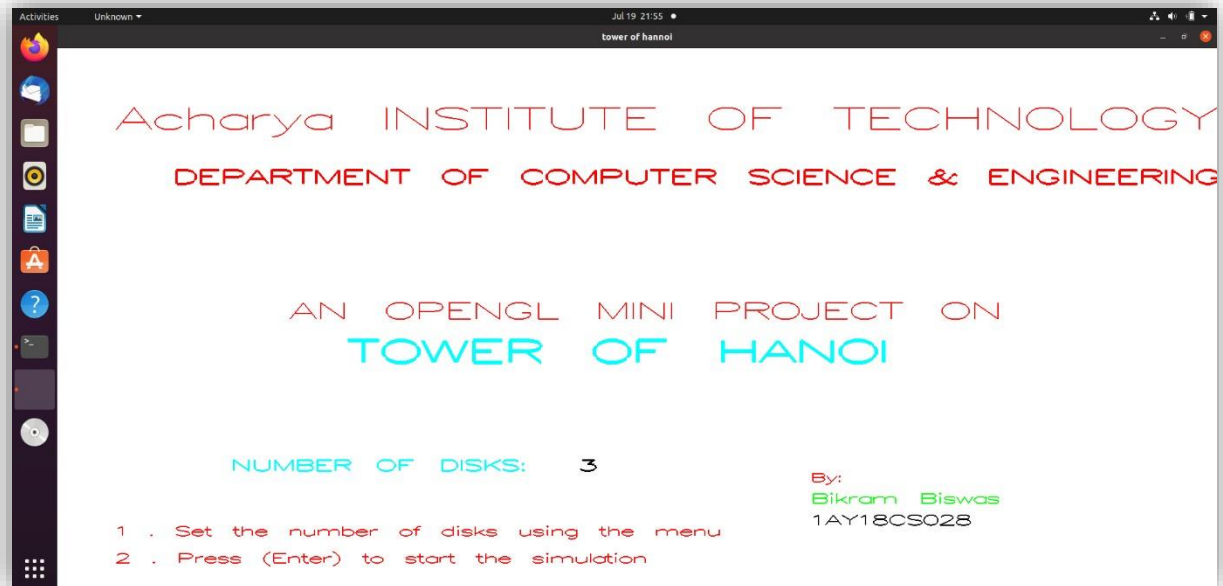 Activities Unknown Jul 19 21:55
tower of hannoi
Acharya INSTITUTE OF TECHNOLOGY
DEPARTMENT OF COMPUTER SCIENCE & ENGINEERING
AN OPENGL MINI PROJECT ON
TOWER OF HANOI
NUMBER OF DISKS: 3
By:
Bikram Biswas
1AY18CS028
1 . Set the number of disks using the menu
2 . Press (Enter) to start the simulation